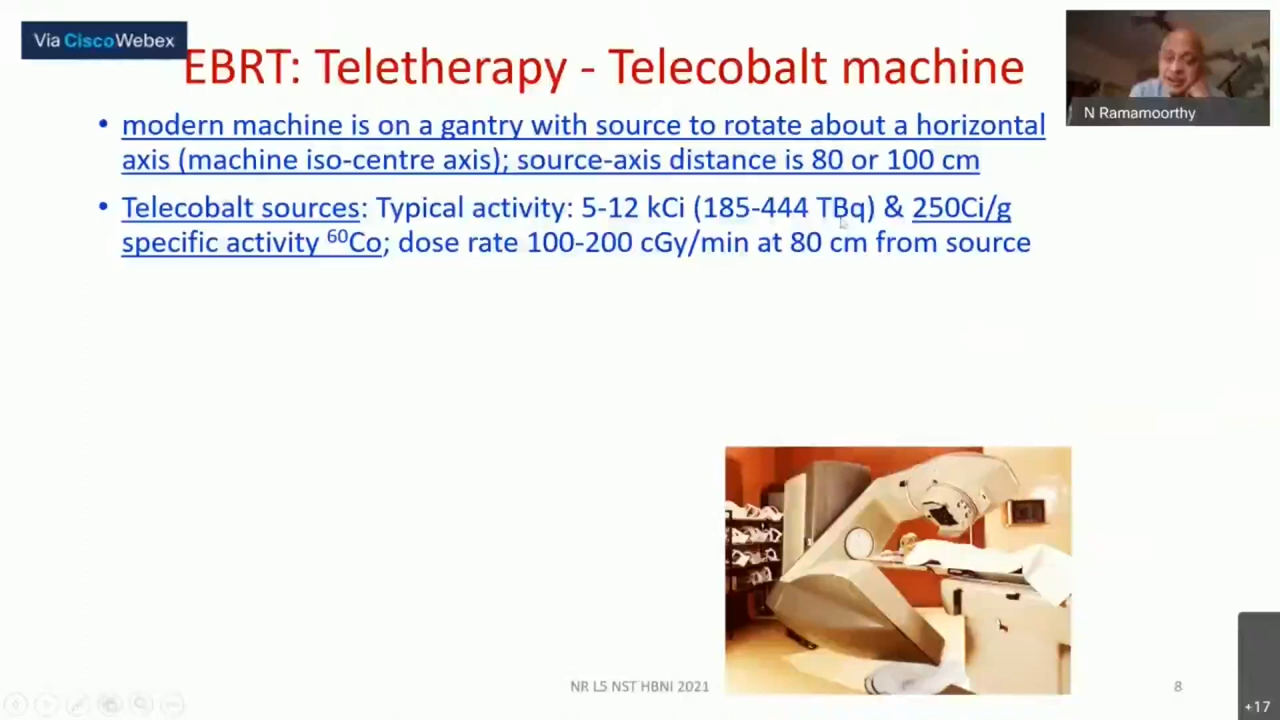 Via Cisco Webex
EBRT: Teletherapy - Telecobalt machine
N Ramamoorthy
• modern machine is on a gantry with source to rotate about a horizontal
axis (machine iso-centre axis); source-axis distance is 80 or 100 cm
• Telecobalt sources: Typical activity: 5-12 kCi (185-444 TBq) & 250Ci/g
specific activity ⁶⁰Co; dose rate 100-200 cGy/min at 80 cm from source
NR L5 NST HBNI 2021
8
+17